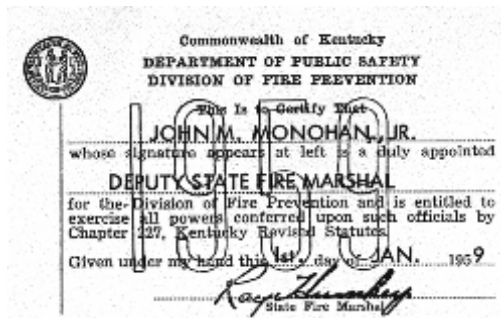 Commonwealth of Kentucky
DEPARTMENT OF PUBLIC SAFETY
DIVISION OF FIRE PREVENTION
This Is to Certify That
JOHN M. MONOHAN, JR.
whose signature appears at left is a duly appointed
DEPUTY STATE FIRE MARSHAL
for the Division of Fire Prevention and is entitled to
exercise all powers conferred upon such officials by
Chapter 227, Kentucky Revised Statutes.
Given under my hand this 1st. day of JAN. 1959
State Fire Marshal
1959